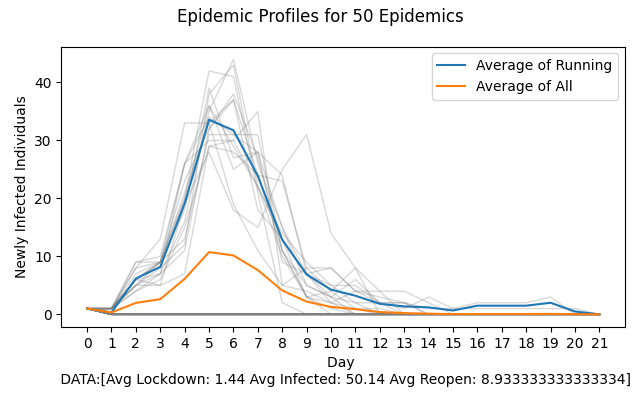 Epidemic Profiles for 50 Epidemics
Average of Running
Average of All
Newly Infected Individuals
40
30
20
10
0
0 1 2 3 4 5 6 7 8 9 10 11 12 13 14 15 16 17 18 19 20 21
Day
DATA:[Avg Lockdown: 1.44 Avg Infected: 50.14 Avg Reopen: 8.933333333333334]